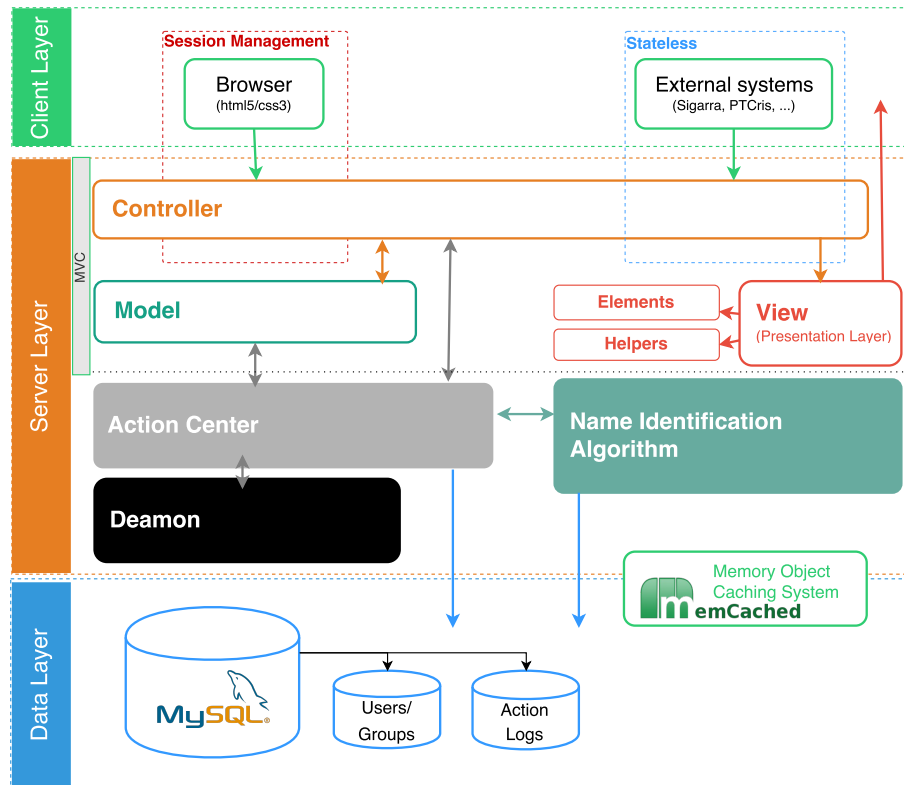 Client Layer
Session Management
Stateless
Browser
(html5/css3)
External systems
(Sigarra, PTCris, ...)
Server Layer
MVC
Controller
Model
Elements
Helpers
View
(Presentation Layer)
Action Center
Name Identification
Algorithm
Deamon
Memory Object
Caching System
memCached
Data Layer
MySQL®
Users/
Groups
Action
Logs